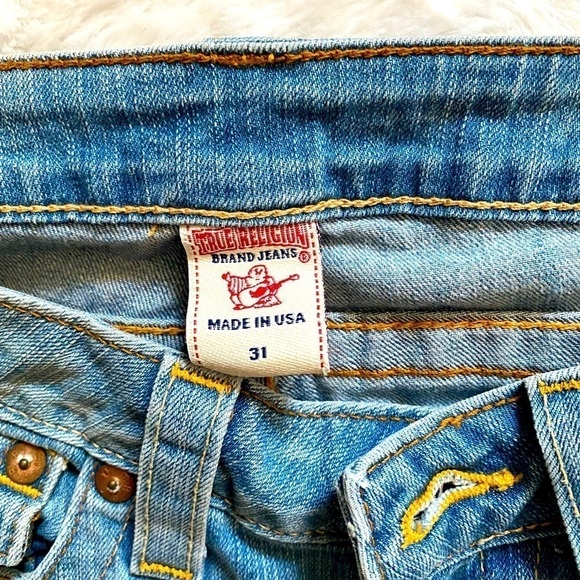 TRUE RELIGION
BRAND JEANS ®
MADE IN USA
31